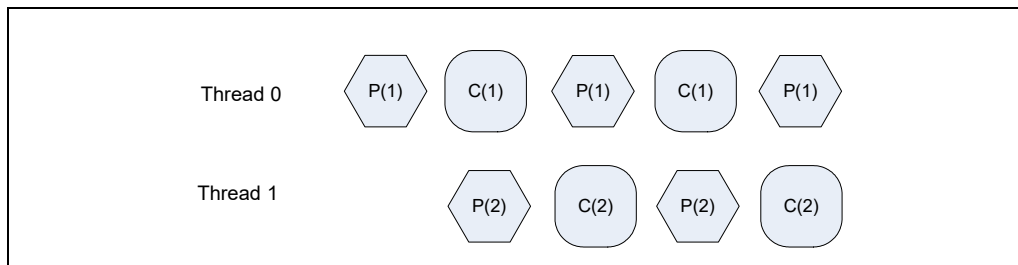 Thread 0 P(1) C(1) P(1) C(1) P(1)
Thread 1 P(2) C(2) P(2) C(2)